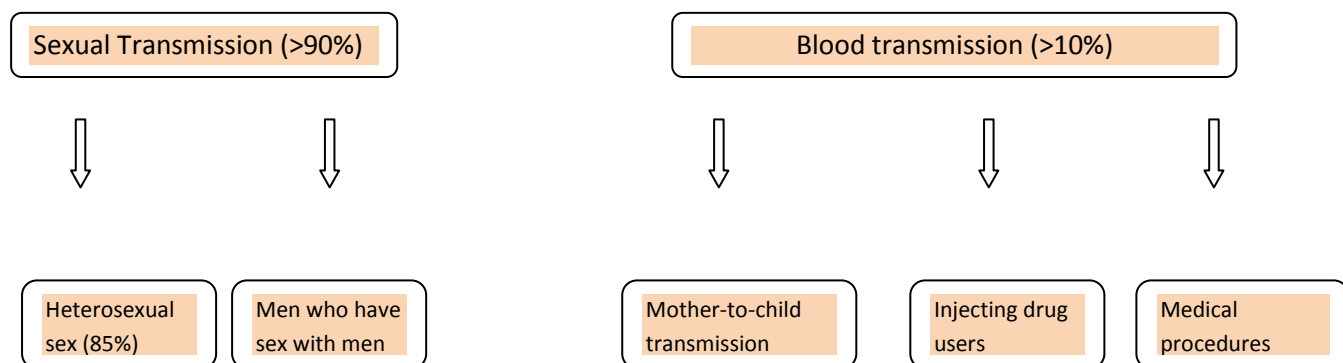 Sexual Transmission (>90%)
Blood transmission (>10%)
Heterosexual
sex (85%)
Men who have
sex with men
Mother-to-child
transmission
Injecting drug
users
Medical
procedures